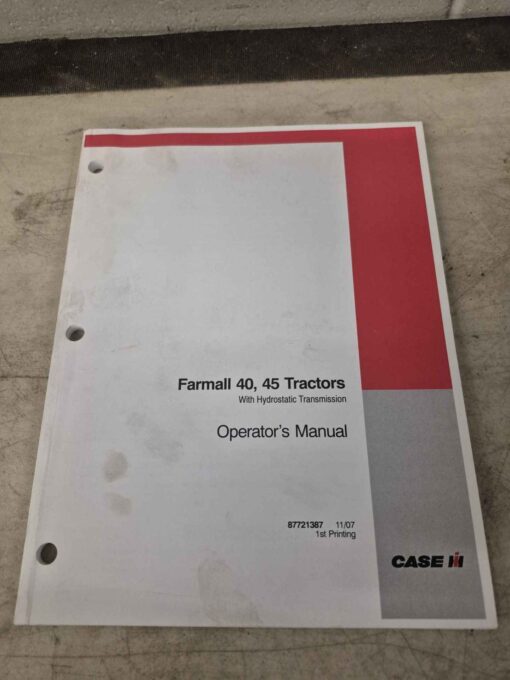 Farmall 40, 45 Tractors
With Hydrostatic Transmission
Operator's Manual
87721387 11/07
1st Printing
CASE IH